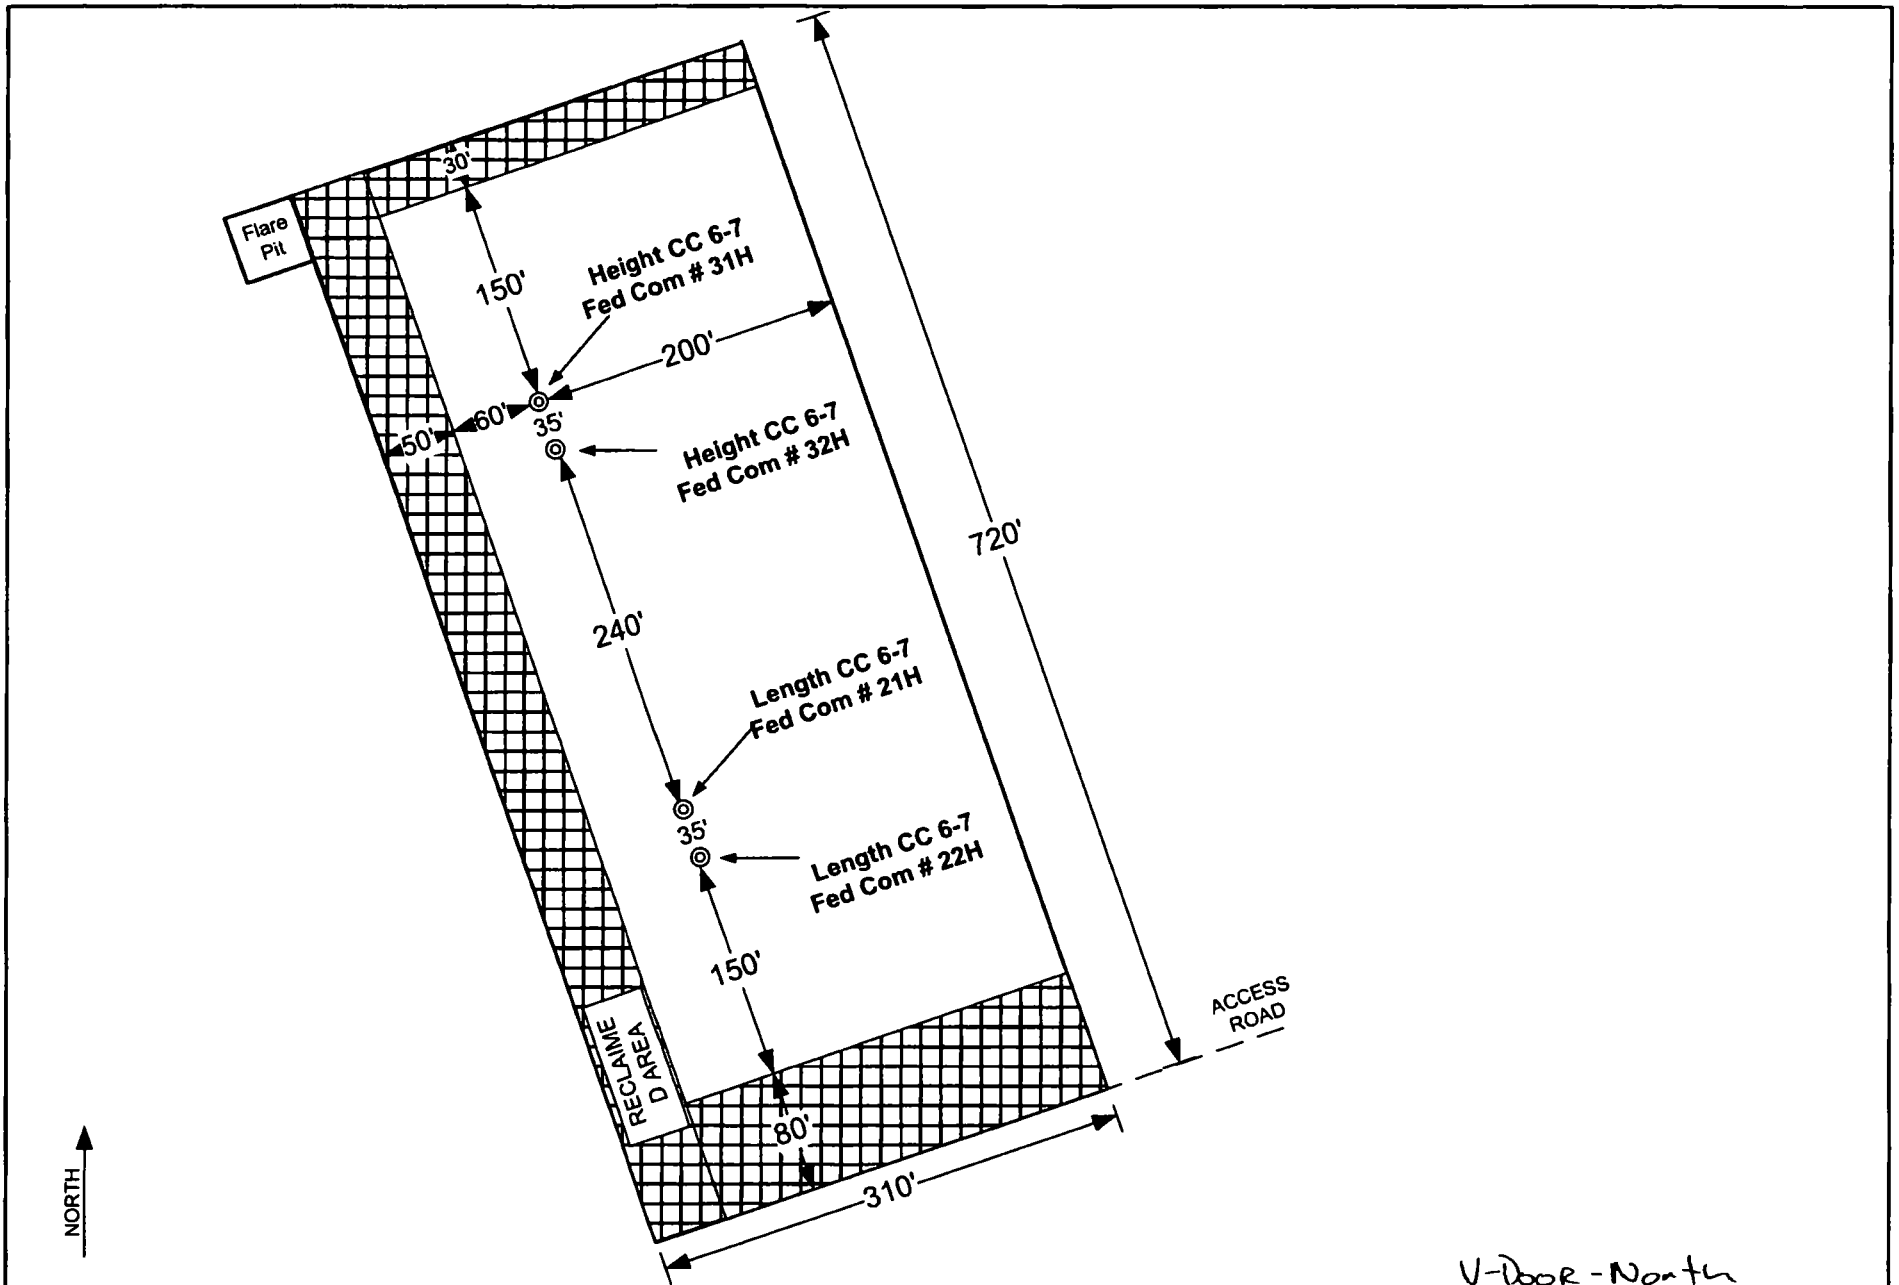 30'
Flare
Pit
Height CC 6-7
Fed Com # 31H
150'
200'
60'
35'
50'
Height CC 6-7
Fed Com # 32H
720'
240'
Length CC 6-7
Fed Com # 21H
35'
Length CC 6-7
Fed Com # 22H
150'
ACCESS
ROAD
RECLAIME
D AREA
80'
310'
NORTH
V-DOOR - North